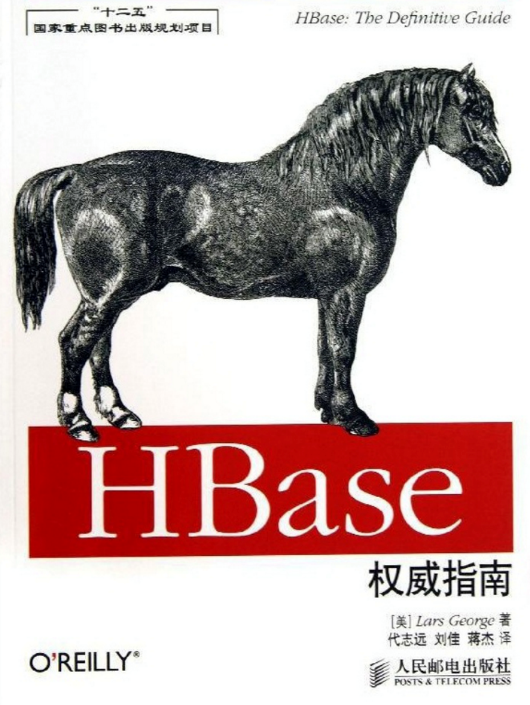 “十二五”
国家重点图书出版规划项目
HBase: The Definitive Guide
HBase
权威指南
[美] Lars George 著
代志远 刘佳 蒋杰 译
O'REILLY®
人民邮电出版社
POSTS & TELECOM PRESS